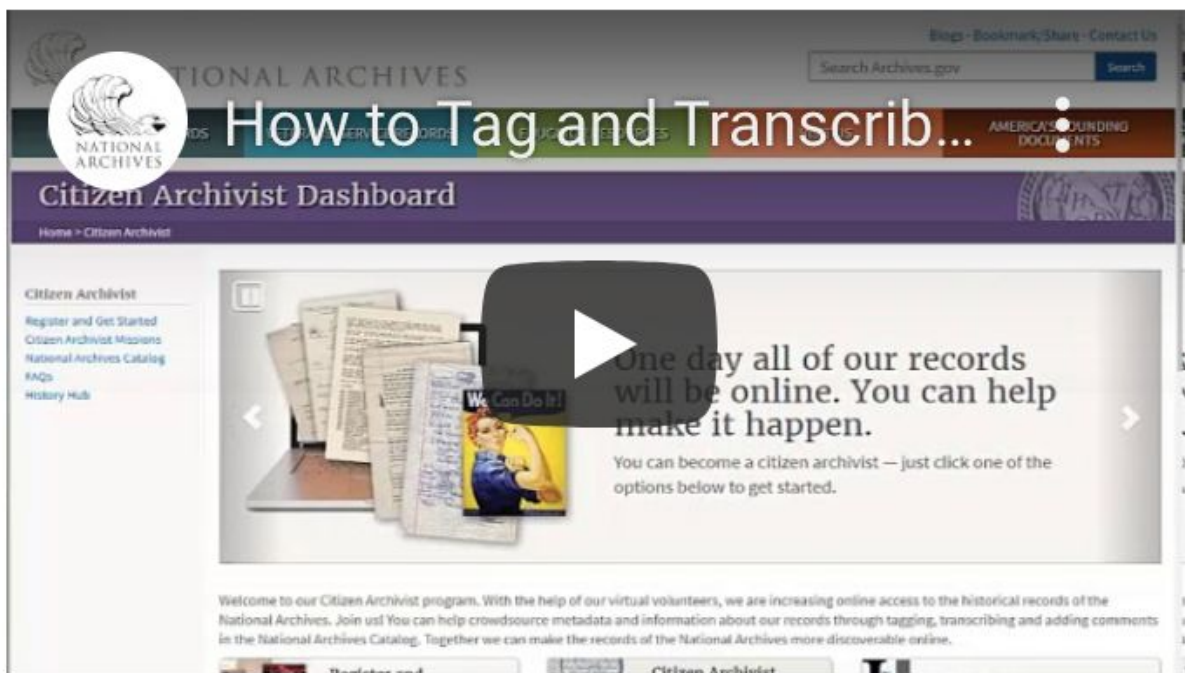 Blogs · Bookmark/Share · Contact Us
NATIONAL ARCHIVES
Search Archives.gov
Search
NATIONAL
ARCHIVES
How to Tag and Transcrib...
AMERICA'S FOUNDING
DOCUMENTS
Citizen Archivist Dashboard
Home > Citizen Archivist
Citizen Archivist
Register and Get Started
Citizen Archivist Missions
National Archives Catalog
FAQs
History Hub
We Can Do It!
One day all of our records
will be online. You can help
make it happen.
You can become a citizen archivist — just click one of the
options below to get started.
Welcome to our Citizen Archivist program. With the help of our virtual volunteers, we are increasing online access to the historical records of the
National Archives. Join us! You can help crowdsource metadata and information about our records through tagging, transcribing and adding comments
in the National Archives Catalog. Together we can make the records of the National Archives more discoverable online.
Register and
Citizen Archivist